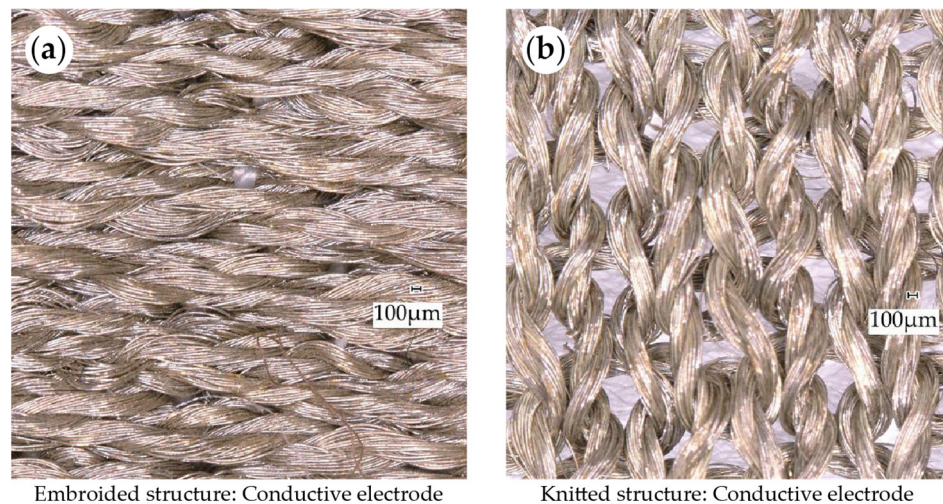 (a)
(b)
100μm
100μm
Embroided structure: Conductive electrode
Knitted structure: Conductive electrode